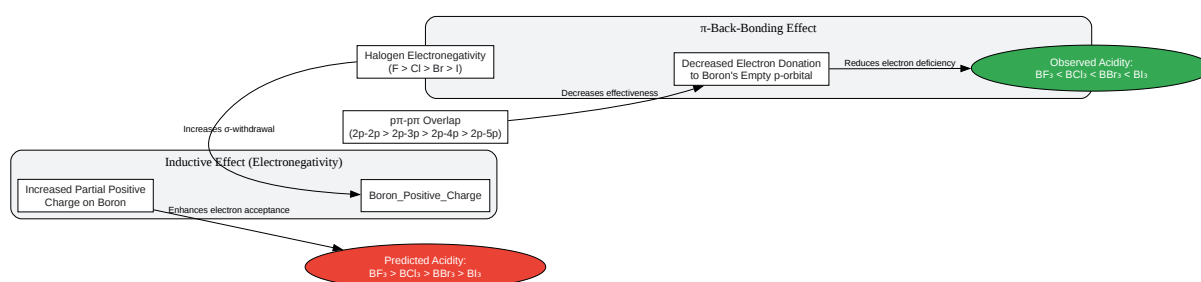 π-Back-Bonding Effect
Halogen Electronegativity
(F > Cl > Br > I)
Decreased Electron Donation
to Boron's Empty p-orbital
Reduces electron deficiency
Observed Acidity:
BF₃ < BCl₃ < BBr₃ < BI₃
Decreases effectiveness
pπ-pπ Overlap
(2p-2p > 2p-3p > 2p-4p > 2p-5p)
Increases σ-withdrawal
Inductive Effect (Electronegativity)
Increased Partial Positive
Charge on Boron
Boron_Positive_Charge
Enhances electron acceptance
Predicted Acidity:
BF₃ > BCl₃ > BBr₃ > BI₃